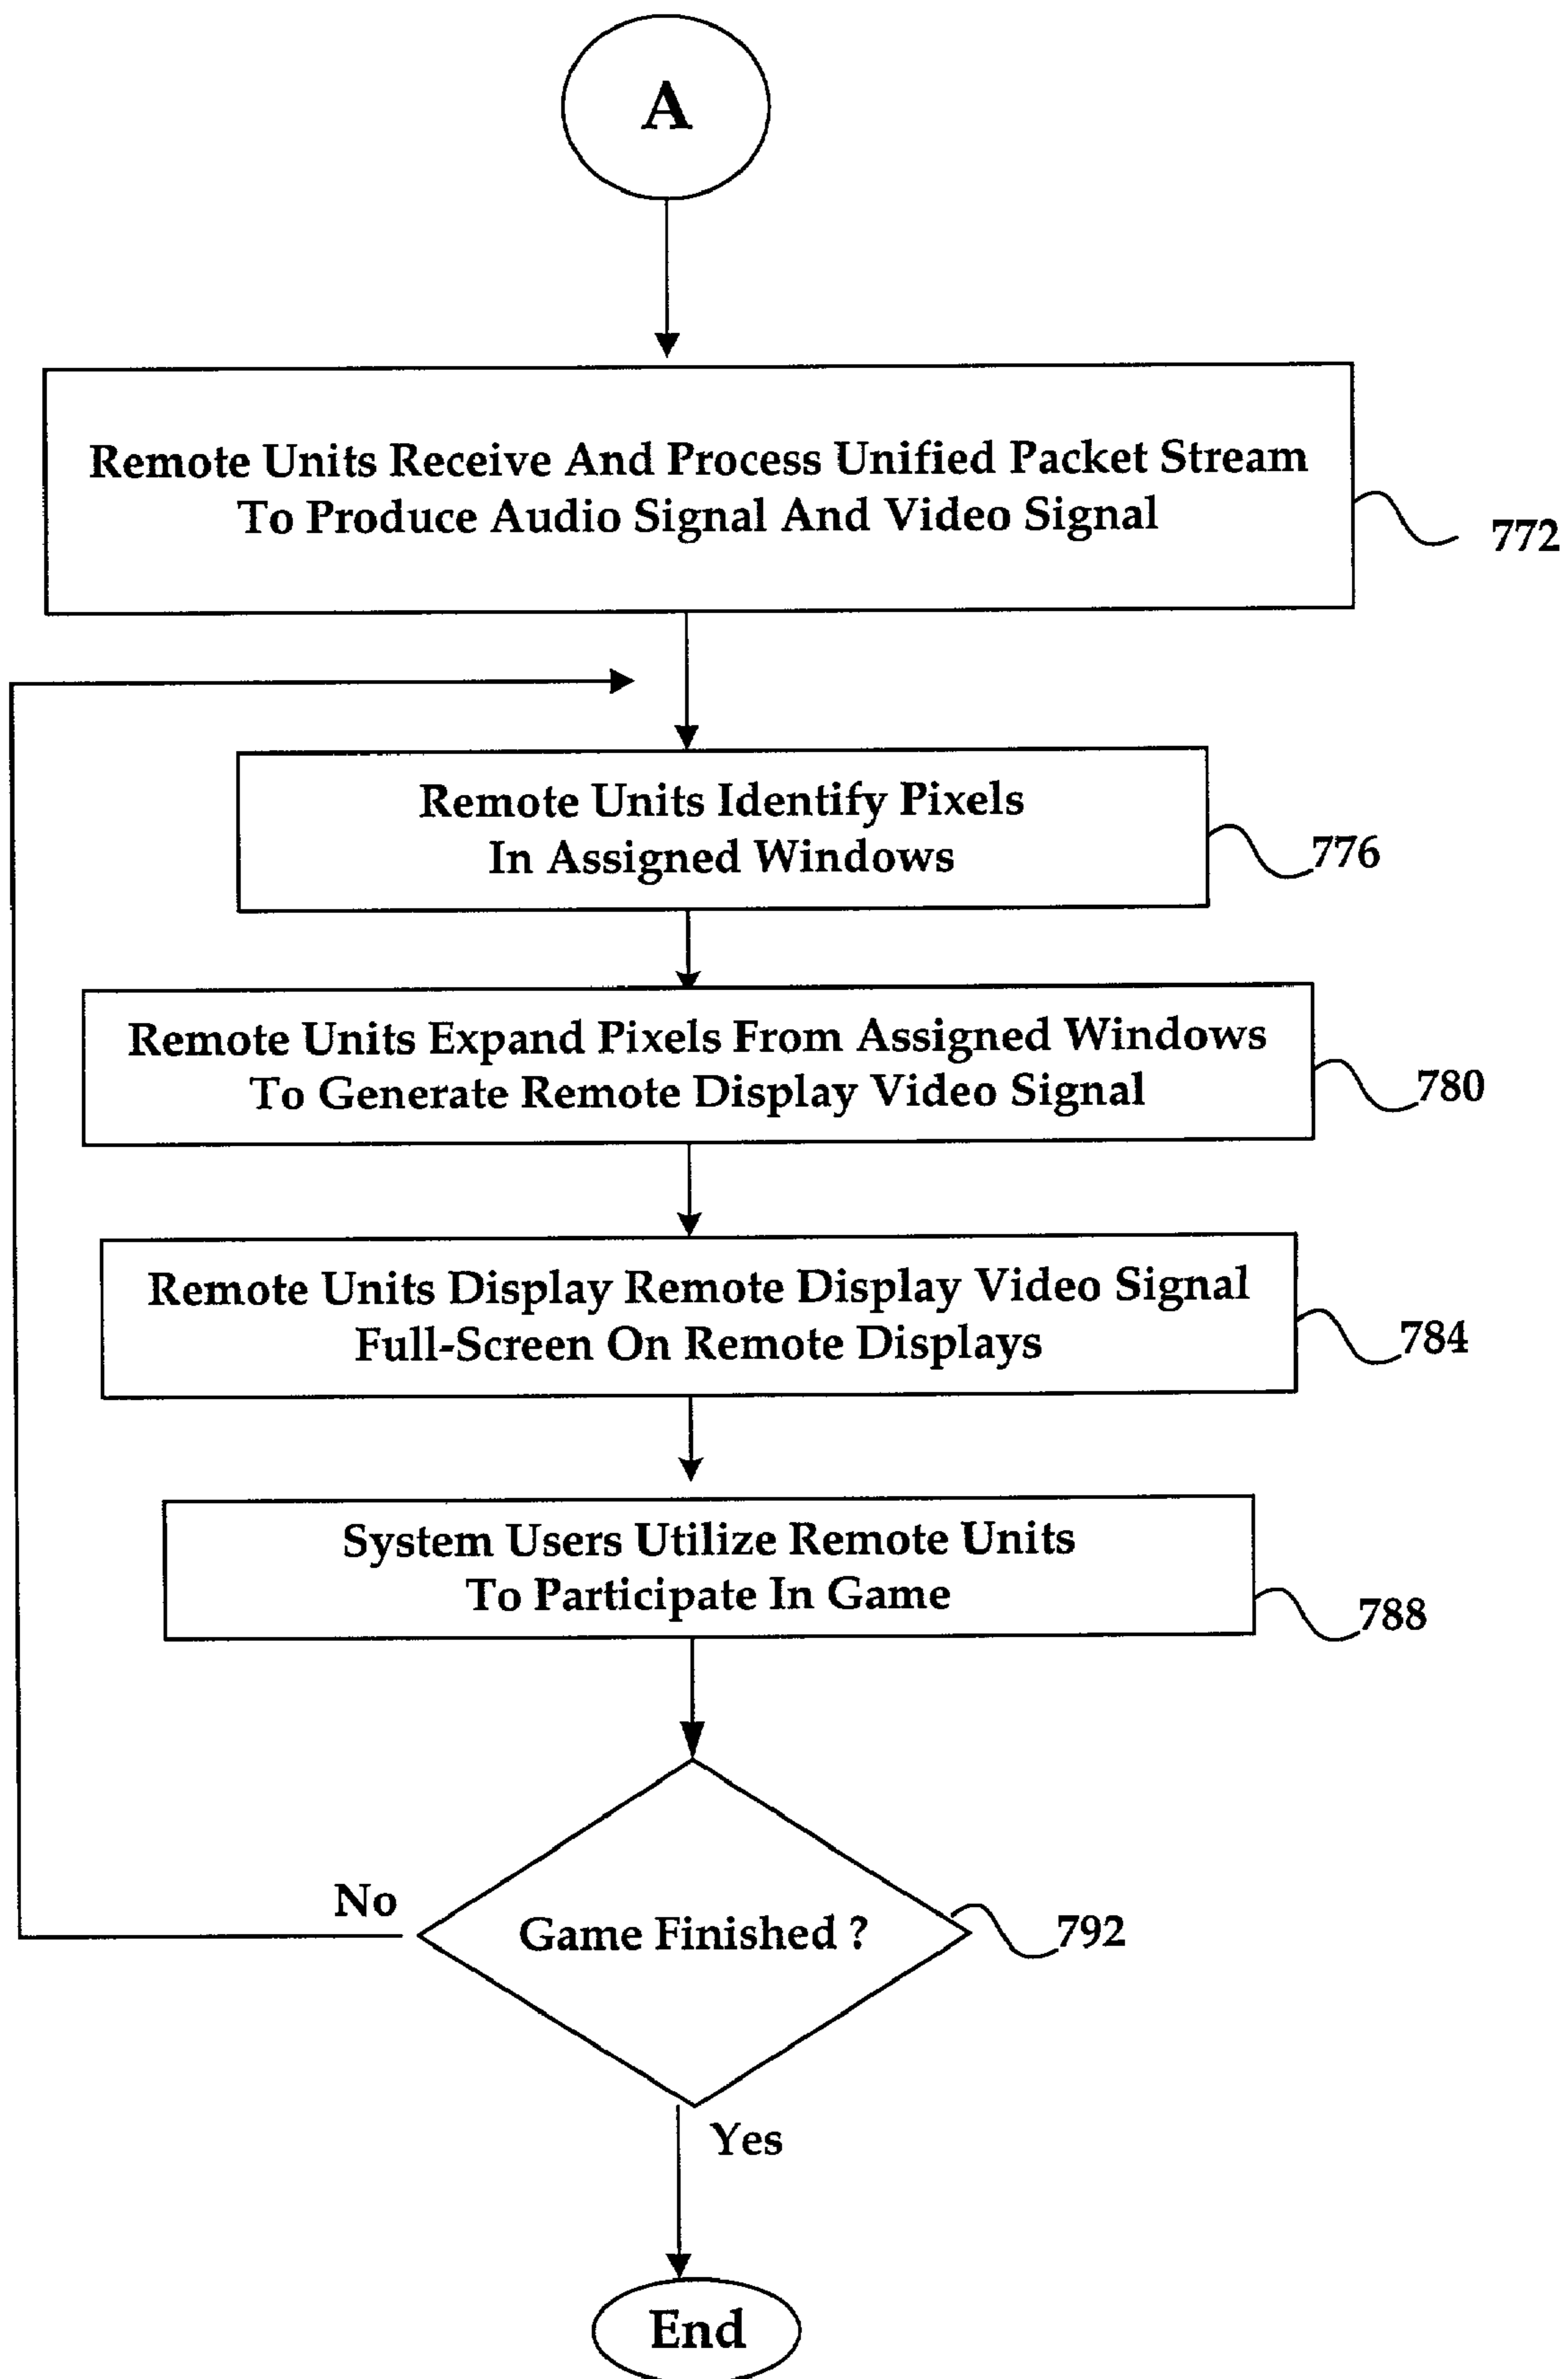 A
Remote Units Receive And Process Unified Packet Stream
To Produce Audio Signal And Video Signal
772
Remote Units Identify Pixels
In Assigned Windows
776
Remote Units Expand Pixels From Assigned Windows
To Generate Remote Display Video Signal
780
Remote Units Display Remote Display Video Signal
Full-Screen On Remote Displays
784
System Users Utilize Remote Units
To Participate In Game
788
No
Game Finished ?
792
Yes
End